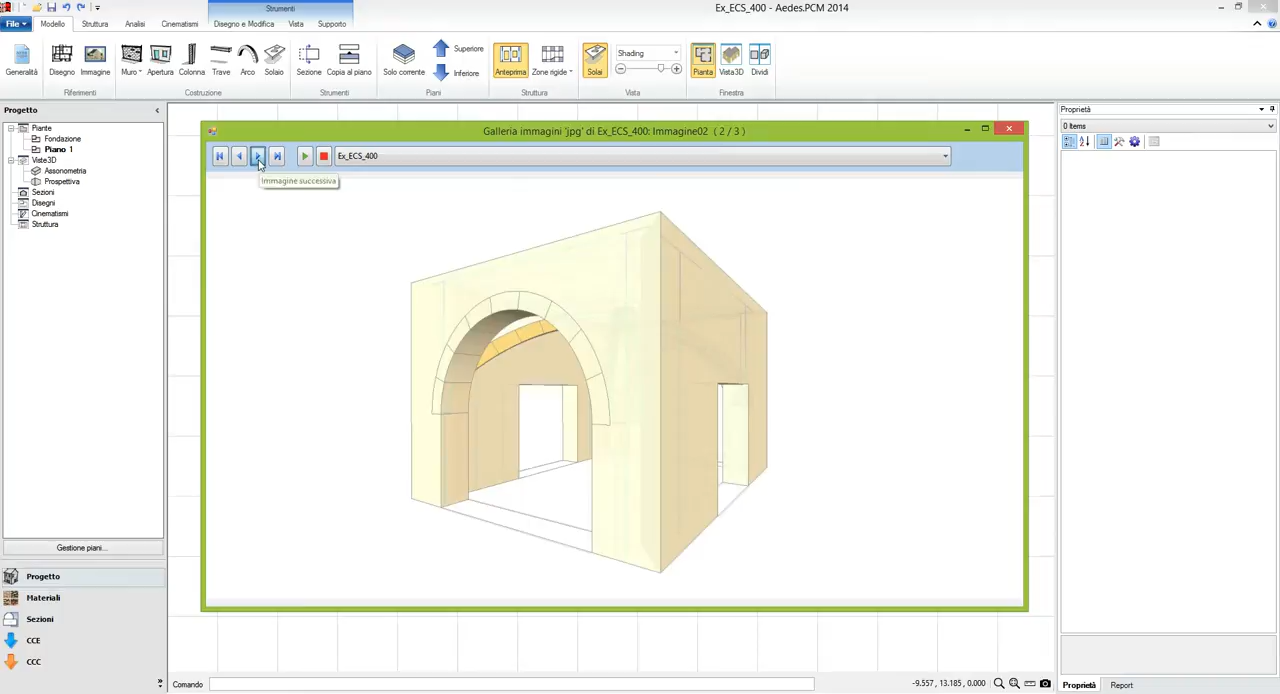 Strumenti
Ex_ECS_400 - Aedes.PCM 2014
File
Modello
Struttura
Analisi
Cinematismi
Disegno e Modifica
Vista
Supporto
Generalità
Disegno
Immagine
Muro
Apertura
Colonna
Trave
Arco
Solaio
Sezione
Copia al piano
Solo corrente
Superiore
Inferiore
Anteprima
Zone rigide
Solai
Shading
Pianta
Vista3D
Dividi
Riferimenti
Costruzione
Strumenti
Piani
Struttura
Vista
Finestra
Progetto
Piante
Fondazione
Piano 1
Viste3D
Assonometria
Prospettiva
Sezioni
Disegni
Cinematismi
Struttura
Gestione piani...
Progetto
Materiali
Sezioni
CCE
CCC
Galleria immagini 'jpg' di Ex_ECS_400: Immagine02 ( 2 / 3 )
Ex_ECS_400
Immagine successiva
Proprietà
0 Items
Comando
-9.557 , 13.185 , 0.000
Proprietà
Report